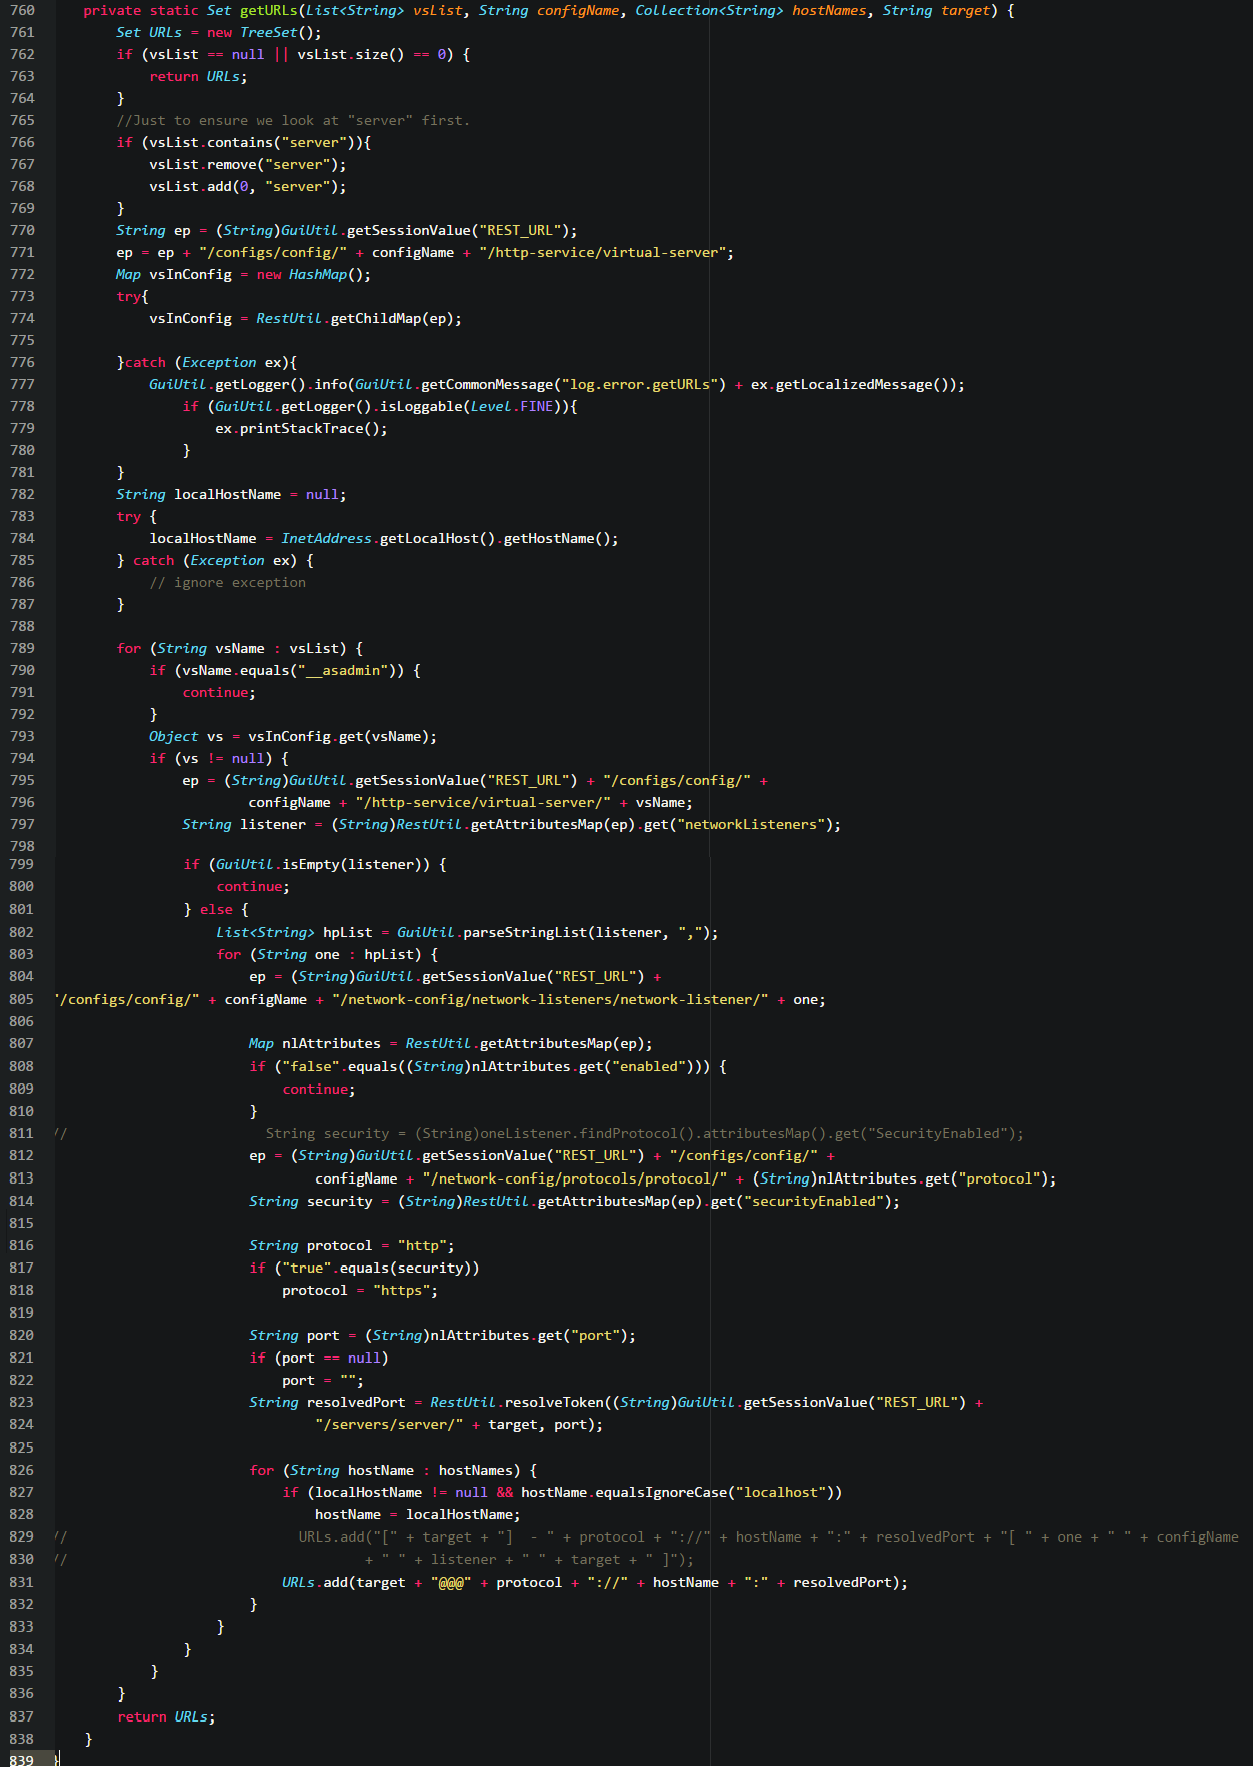 760 private static Set getURLs(List<String> vsList, String configName, Collection<String> hostNames, String target) {
761 Set URLs = new TreeSet();
762 if (vsList == null || vsList.size() == 0) {
763 return URLs;
764 }
765 //Just to ensure we look at "server" first.
766 if (vsList.contains("server")){
767 vsList.remove("server");
768 vsList.add(0, "server");
769 }
770 String ep = (String)GuiUtil.getSessionValue("REST_URL");
771 ep = ep + "/configs/config/" + configName + "/http-service/virtual-server";
772 Map vsInConfig = new HashMap();
773 try{
774 vsInConfig = RestUtil.getChildMap(ep);
775
776 }catch (Exception ex){
777 GuiUtil.getLogger().info(GuiUtil.getCommonMessage("log.error.getURLs") + ex.getLocalizedMessage());
778 if (GuiUtil.getLogger().isLoggable(Level.FINE)){
779 ex.printStackTrace();
780 }
781 }
782 String localHostName = null;
783 try {
784 localHostName = InetAddress.getLocalHost().getHostName();
785 } catch (Exception ex) {
786 // ignore exception
787 }
788
789 for (String vsName : vsList) {
790 if (vsName.equals("__asadmin")) {
791 continue;
792 }
793 Object vs = vsInConfig.get(vsName);
794 if (vs != null) {
795 ep = (String)GuiUtil.getSessionValue("REST_URL") + "/configs/config/" +
796 configName + "/http-service/virtual-server/" + vsName;
797 String listener = (String)RestUtil.getAttributesMap(ep).get("networkListeners");
798
799 if (GuiUtil.isEmpty(listener)) {
800 continue;
801 } else {
802 List<String> hpList = GuiUtil.parseStringList(listener, ",");
803 for (String one : hpList) {
804 ep = (String)GuiUtil.getSessionValue("REST_URL") +
805 "/configs/config/" + configName + "/network-config/network-listeners/network-listener/" + one;
806
807 Map nlAttributes = RestUtil.getAttributesMap(ep);
808 if ("false".equals((String)nlAttributes.get("enabled"))) {
809 continue;
810 }
811 // String security = (String)oneListener.findProtocol().attributesMap().get("SecurityEnabled");
812 ep = (String)GuiUtil.getSessionValue("REST_URL") + "/configs/config/" +
813 configName + "/network-config/protocols/protocol/" + (String)nlAttributes.get("protocol");
814 String security = (String)RestUtil.getAttributesMap(ep).get("securityEnabled");
815
816 String protocol = "http";
817 if ("true".equals(security))
818 protocol = "https";
819
820 String port = (String)nlAttributes.get("port");
821 if (port == null)
822 port = "";
823 String resolvedPort = RestUtil.resolveToken((String)GuiUtil.getSessionValue("REST_URL") +
824 "/servers/server/" + target, port);
825
826 for (String hostName : hostNames) {
827 if (localHostName != null && hostName.equalsIgnoreCase("localhost"))
828 hostName = localHostName;
829 // URLs.add("[" + target + "]  - " + protocol + "://" + hostName + ":" + resolvedPort + "[ " + one + " " + configName
830 // + " " + listener + " " + target + " ]");
831 URLs.add(target + "@@@" + protocol + "://" + hostName + ":" + resolvedPort);
832 }
833 }
834 }
835 }
836 }
837 return URLs;
838 }
839 }